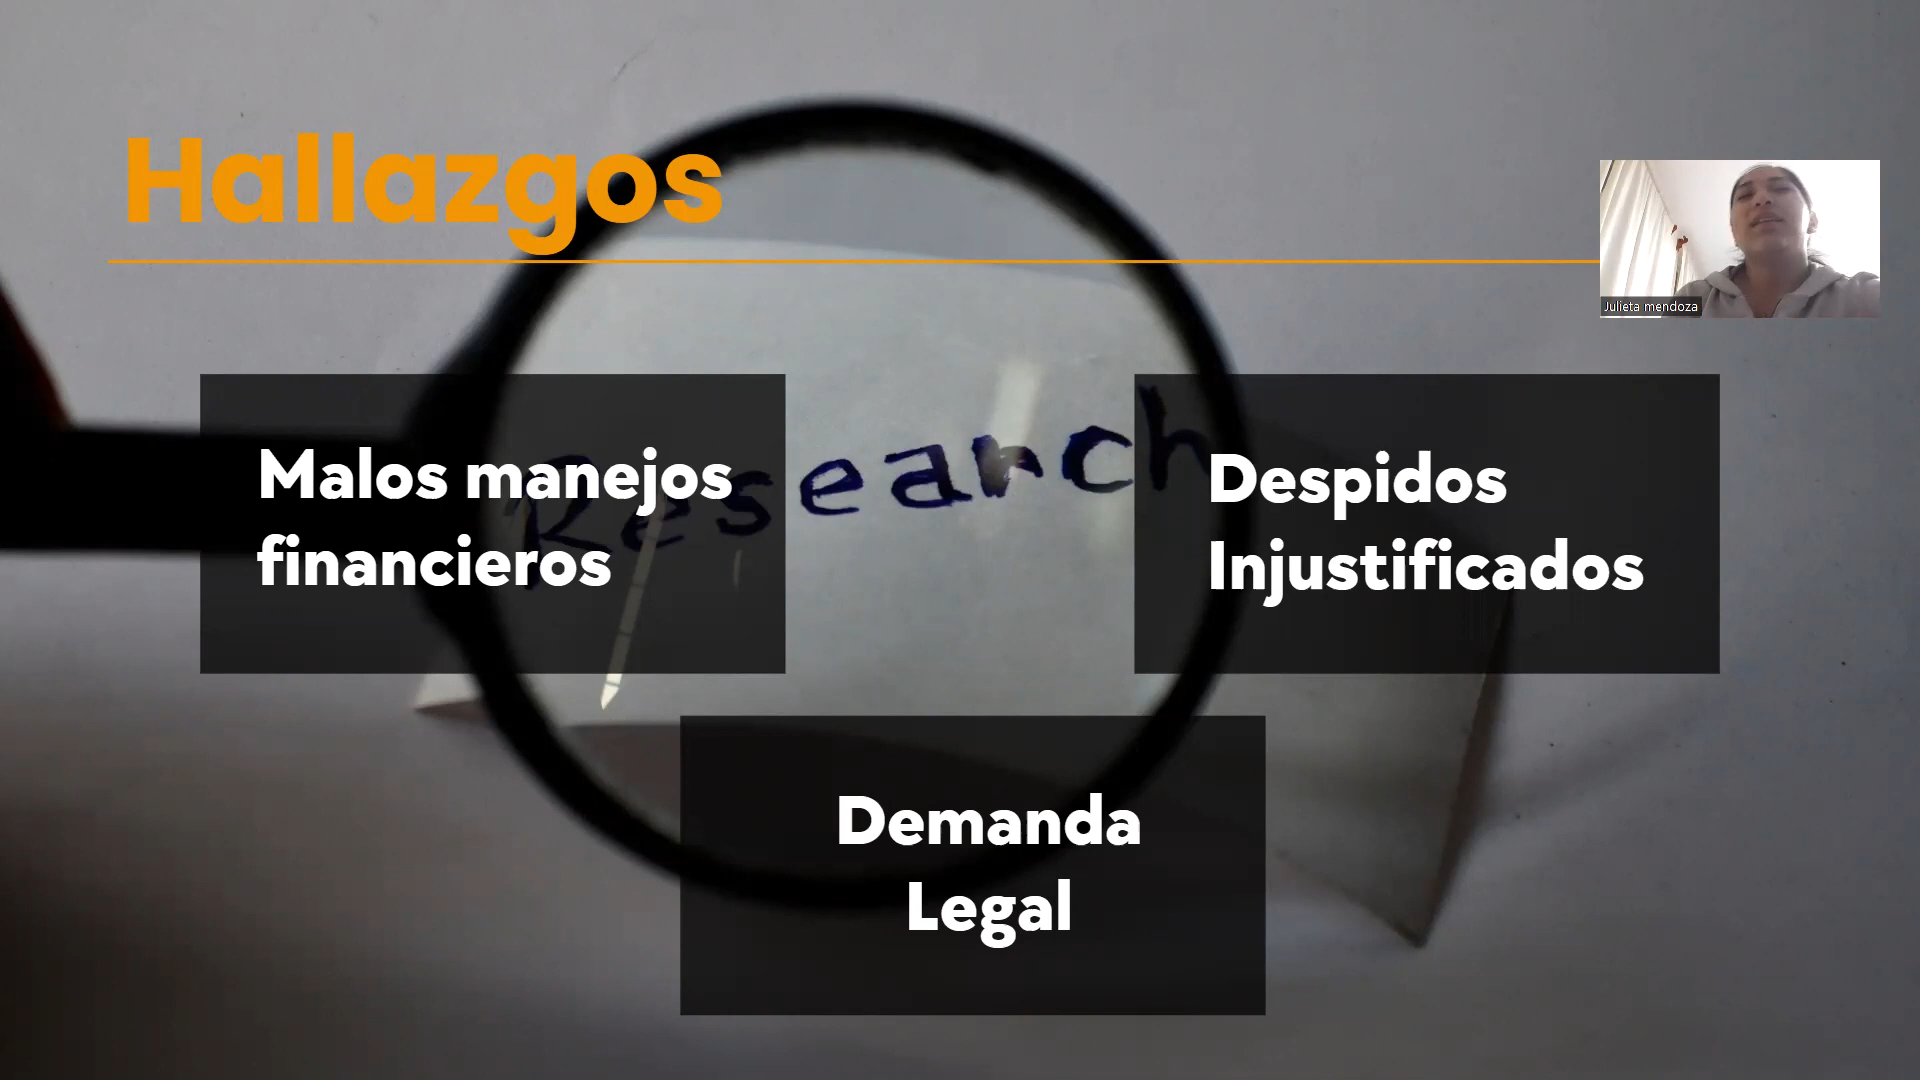 Hallazgos
Julieta mendoza
Malos manejos
financieros
Research
Despidos
Injustificados
Demanda
Legal